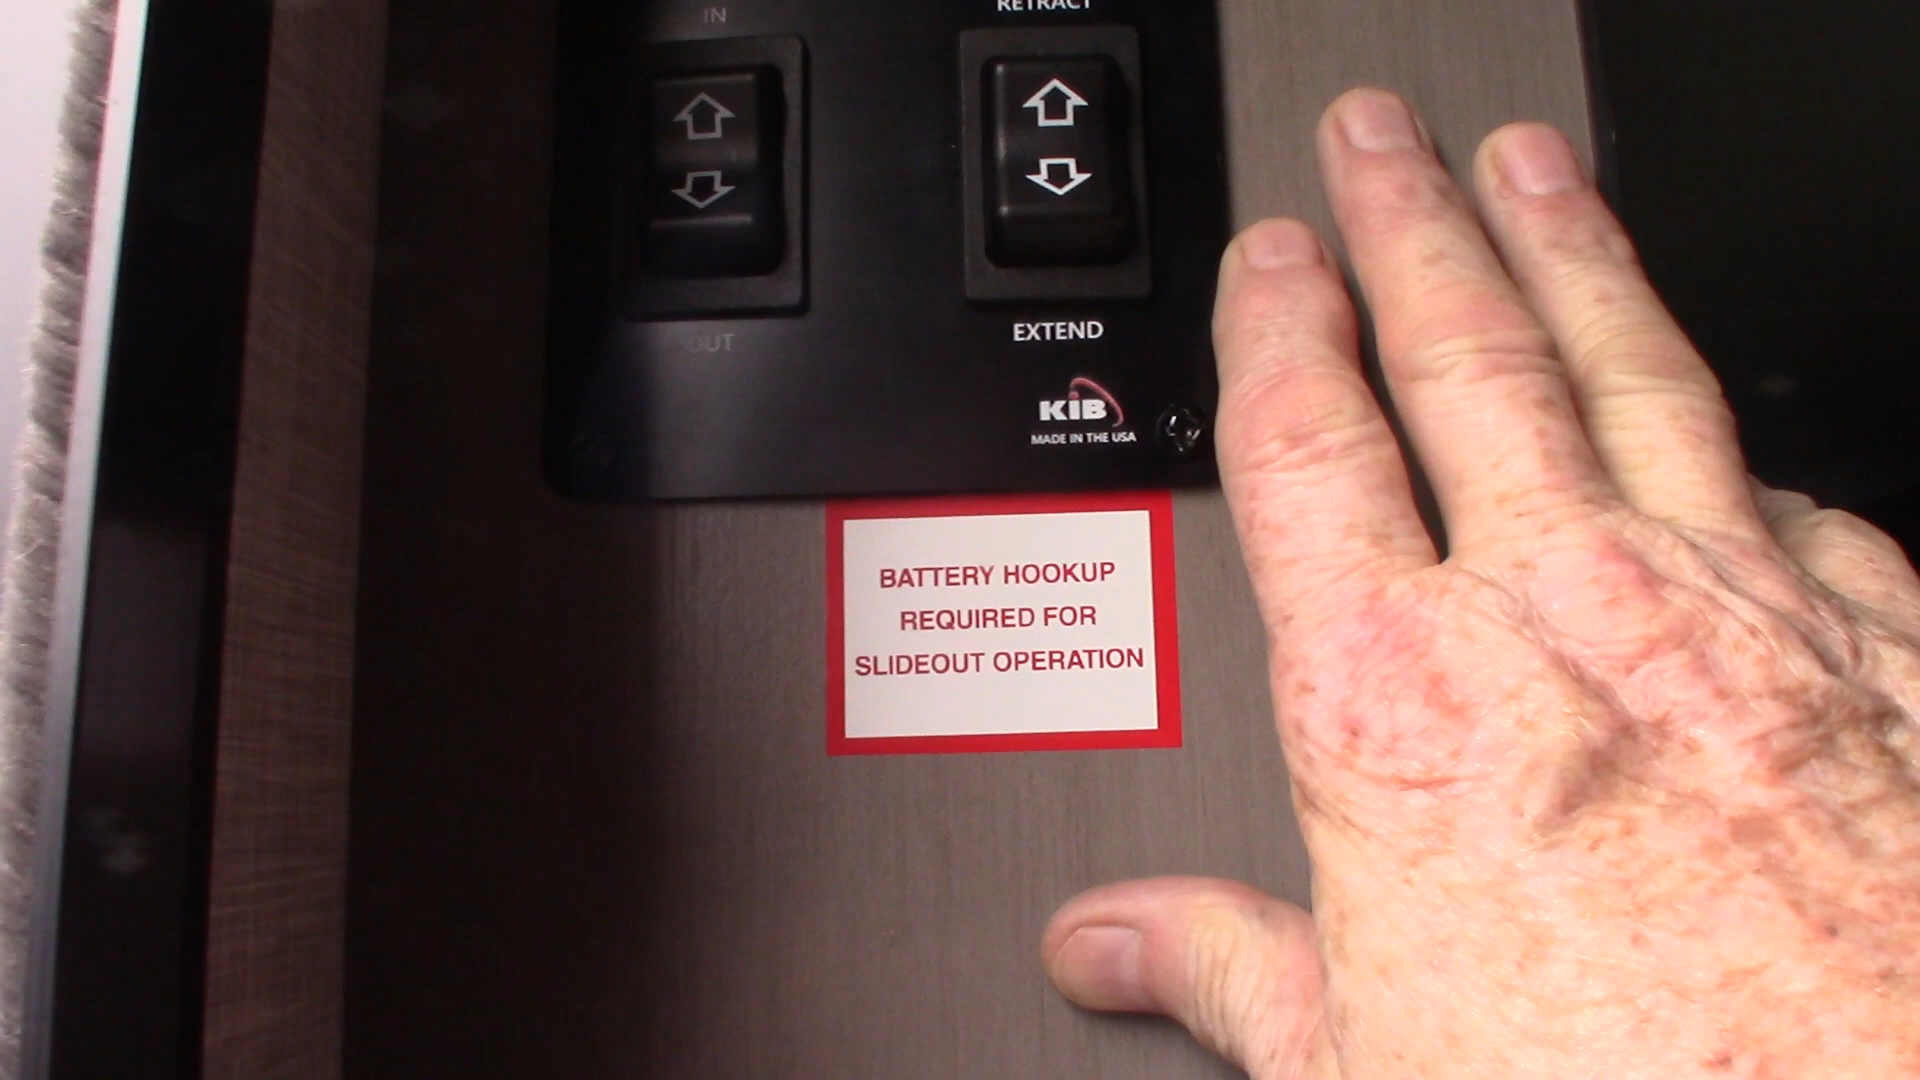 IN
RETRACT
OUT
EXTEND
KIB
MADE IN THE USA
BATTERY HOOKUP
REQUIRED FOR
SLIDEOUT OPERATION